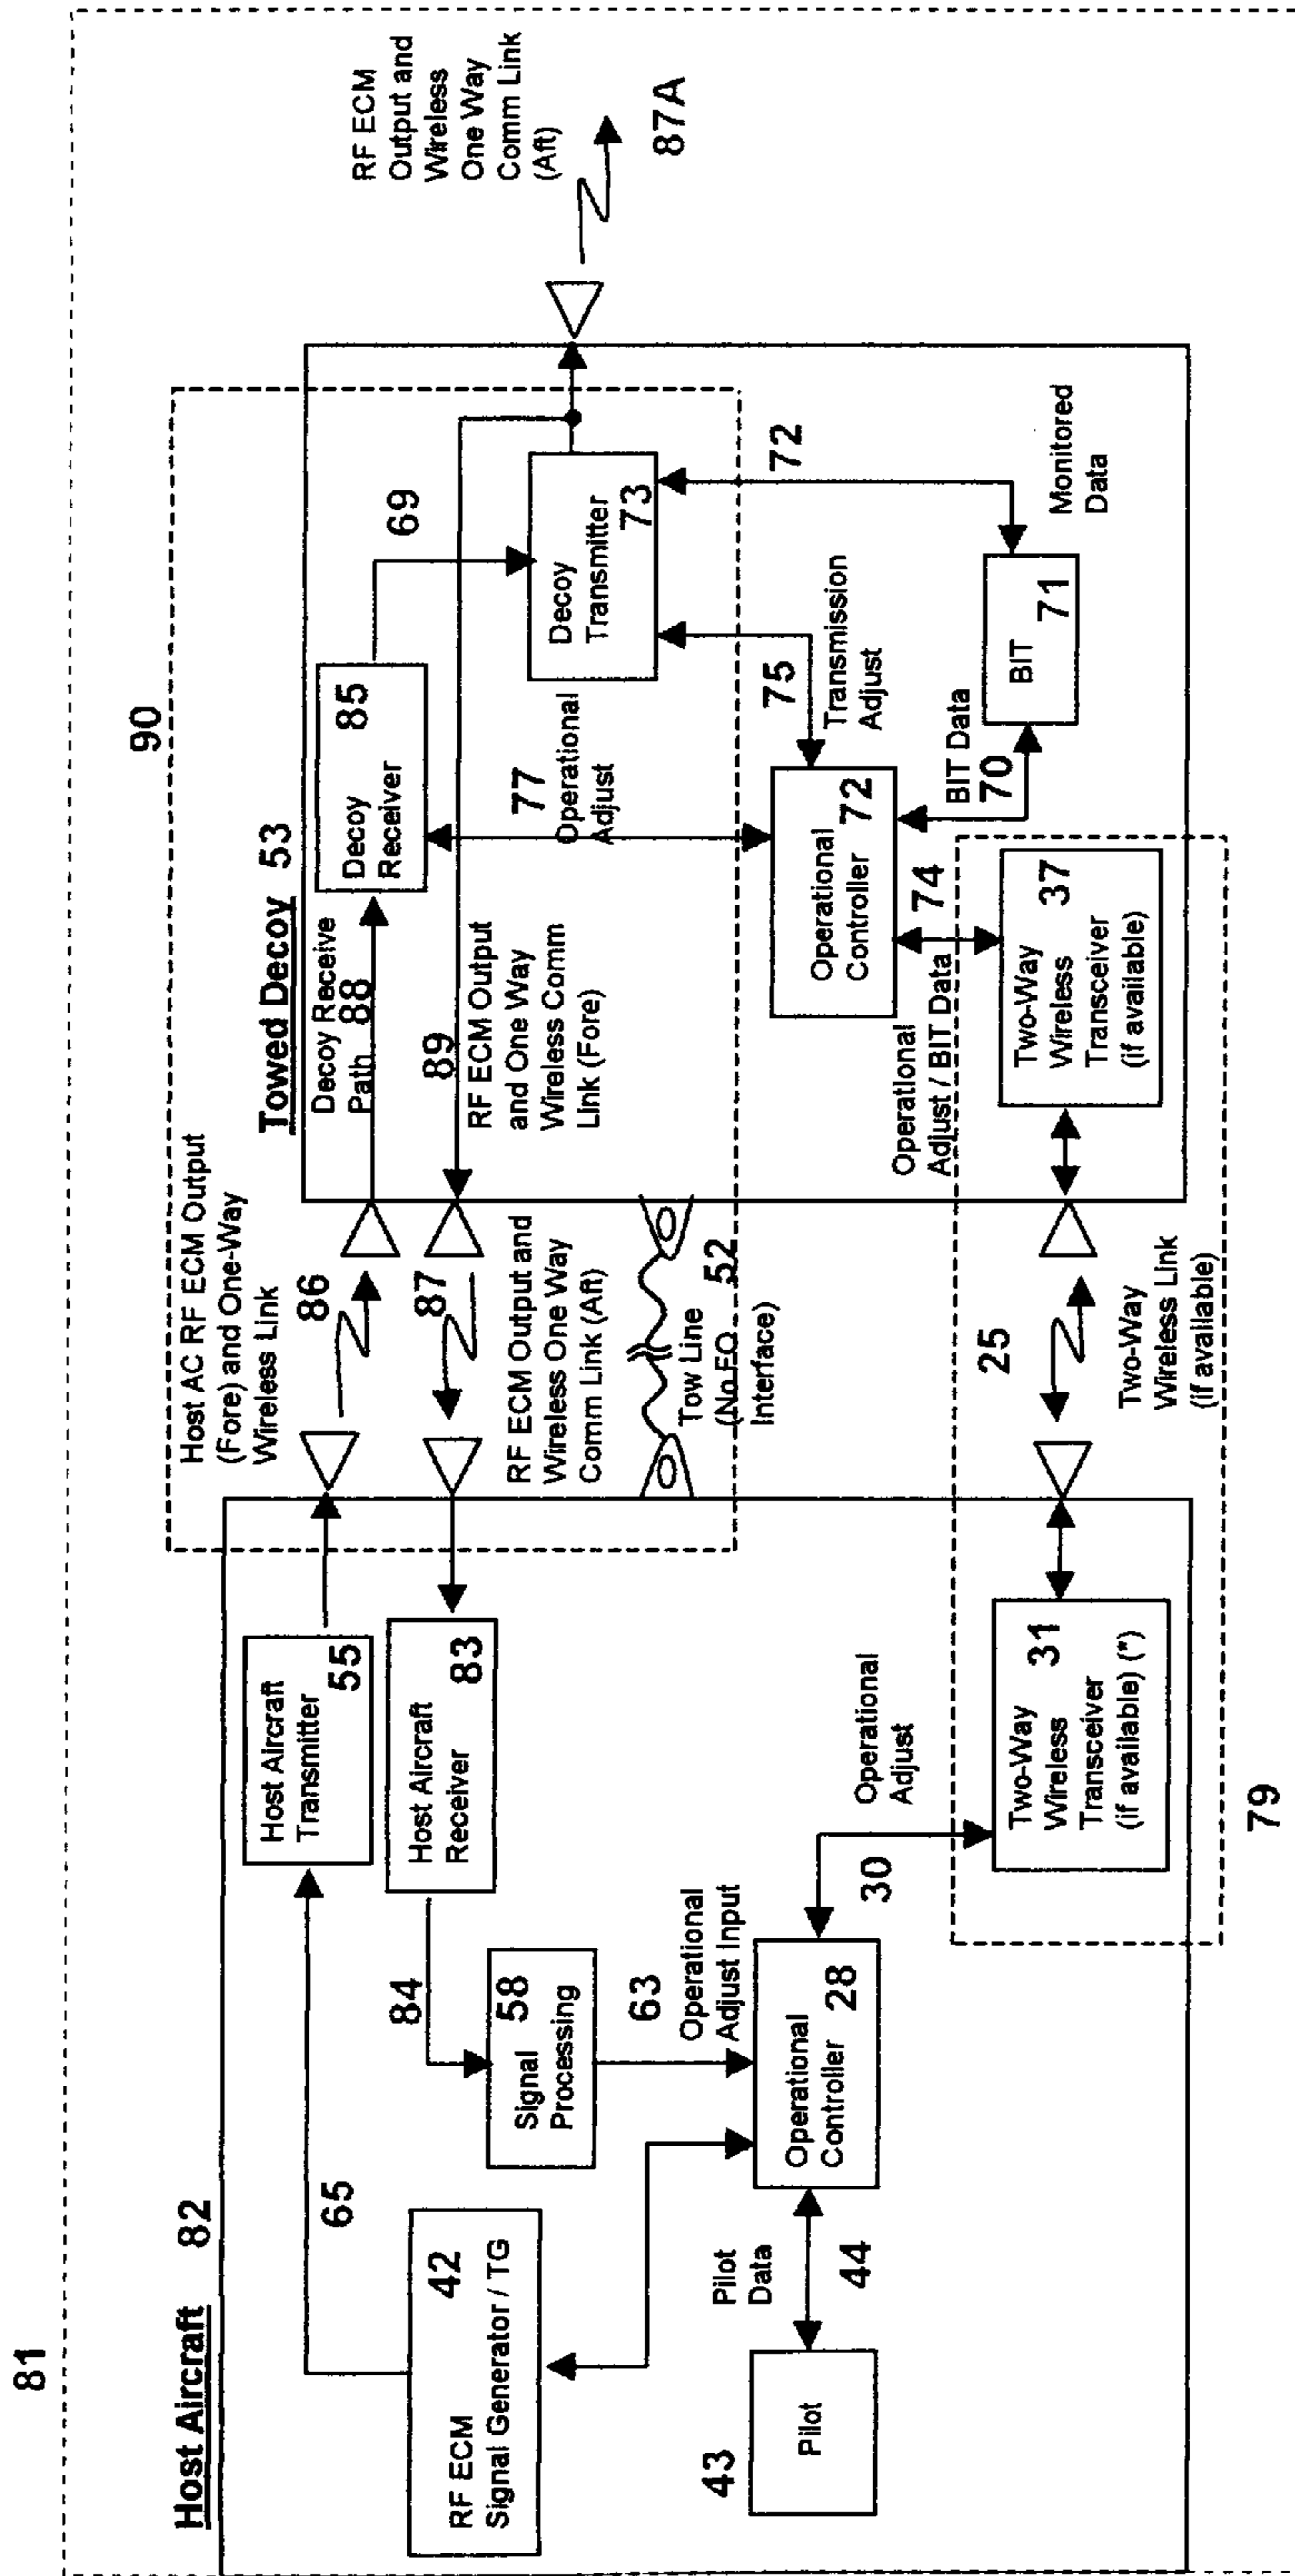 81
Host Aircraft 82
65
42
RF ECM
Signal Generator / TG
Host Aircraft
Transmitter
55
Host Aircraft
Receiver
83
84
58
Signal
Processing
63
Operational
Adjust Input
Operational
Controller
28
Pilot
Data
44
43
Pilot
30
Operational
Adjust
Two-Way
Wireless
Transceiver
(if available) (*)
31
79
Host AC RF ECM Output
(Fore) and One-Way
Wireless Link
86
87
RF ECM Output and
Wireless One Way
Comm Link (Aft)
Tow Line
(No FO
Interface)
52
25
Two-Way
Wireless Link
(if available)
90
Towed Decoy 53
Decoy Receive
Path 88
Decoy
Receiver
85
69
89
RF ECM Output
and One Way
Wireless Comm
Link (Fore)
77
Operational
Adjust
Decoy
Transmitter
73
75
Transmission
Adjust
72
Monitored
Data
Operational
Controller
72
BIT Data
70
BIT
71
74
Operational
Adjust / BIT Data
Two-Way
Wireless
Transceiver
(if available)
37
RF ECM
Output and
Wireless
One Way
Comm Link
(Aft)
87A